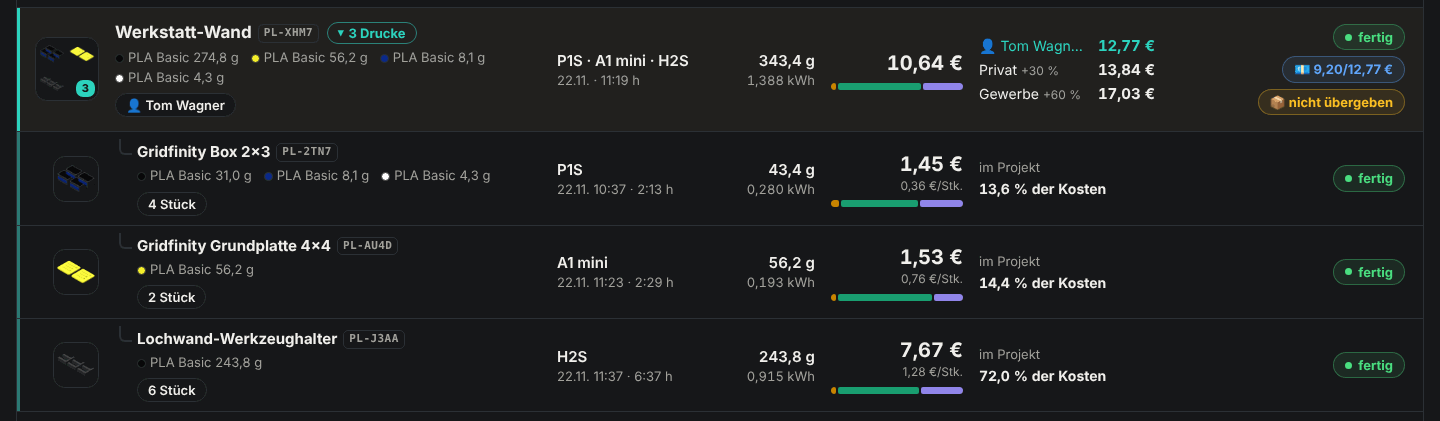 Werkstatt-Wand PL-XHM7 ▾ 3 Drucke
PLA Basic 274,8 g PLA Basic 56,2 g PLA Basic 8,1 g
PLA Basic 4,3 g
3
👤 Tom Wagner
P1S · A1 mini · H2S
22.11. · 11:19 h
343,4 g
1,388 kWh
10,64 €
👤 Tom Wagn... 12,77 €
Privat +30 % 13,84 €
Gewerbe +60 % 17,03 €
fertig
💶 9,20/12,77 €
📦 nicht übergeben
Gridfinity Box 2×3 PL-2TN7
PLA Basic 31,0 g PLA Basic 8,1 g PLA Basic 4,3 g
4 Stück
P1S
22.11. 10:37 · 2:13 h
43,4 g
0,280 kWh
1,45 €
0,36 €/Stk.
im Projekt
13,6 % der Kosten
fertig
Gridfinity Grundplatte 4×4 PL-AU4D
PLA Basic 56,2 g
2 Stück
A1 mini
22.11. 11:23 · 2:29 h
56,2 g
0,193 kWh
1,53 €
0,76 €/Stk.
im Projekt
14,4 % der Kosten
fertig
Lochwand-Werkzeughalter PL-J3AA
PLA Basic 243,8 g
6 Stück
H2S
22.11. 11:37 · 6:37 h
243,8 g
0,915 kWh
7,67 €
1,28 €/Stk.
im Projekt
72,0 % der Kosten
fertig